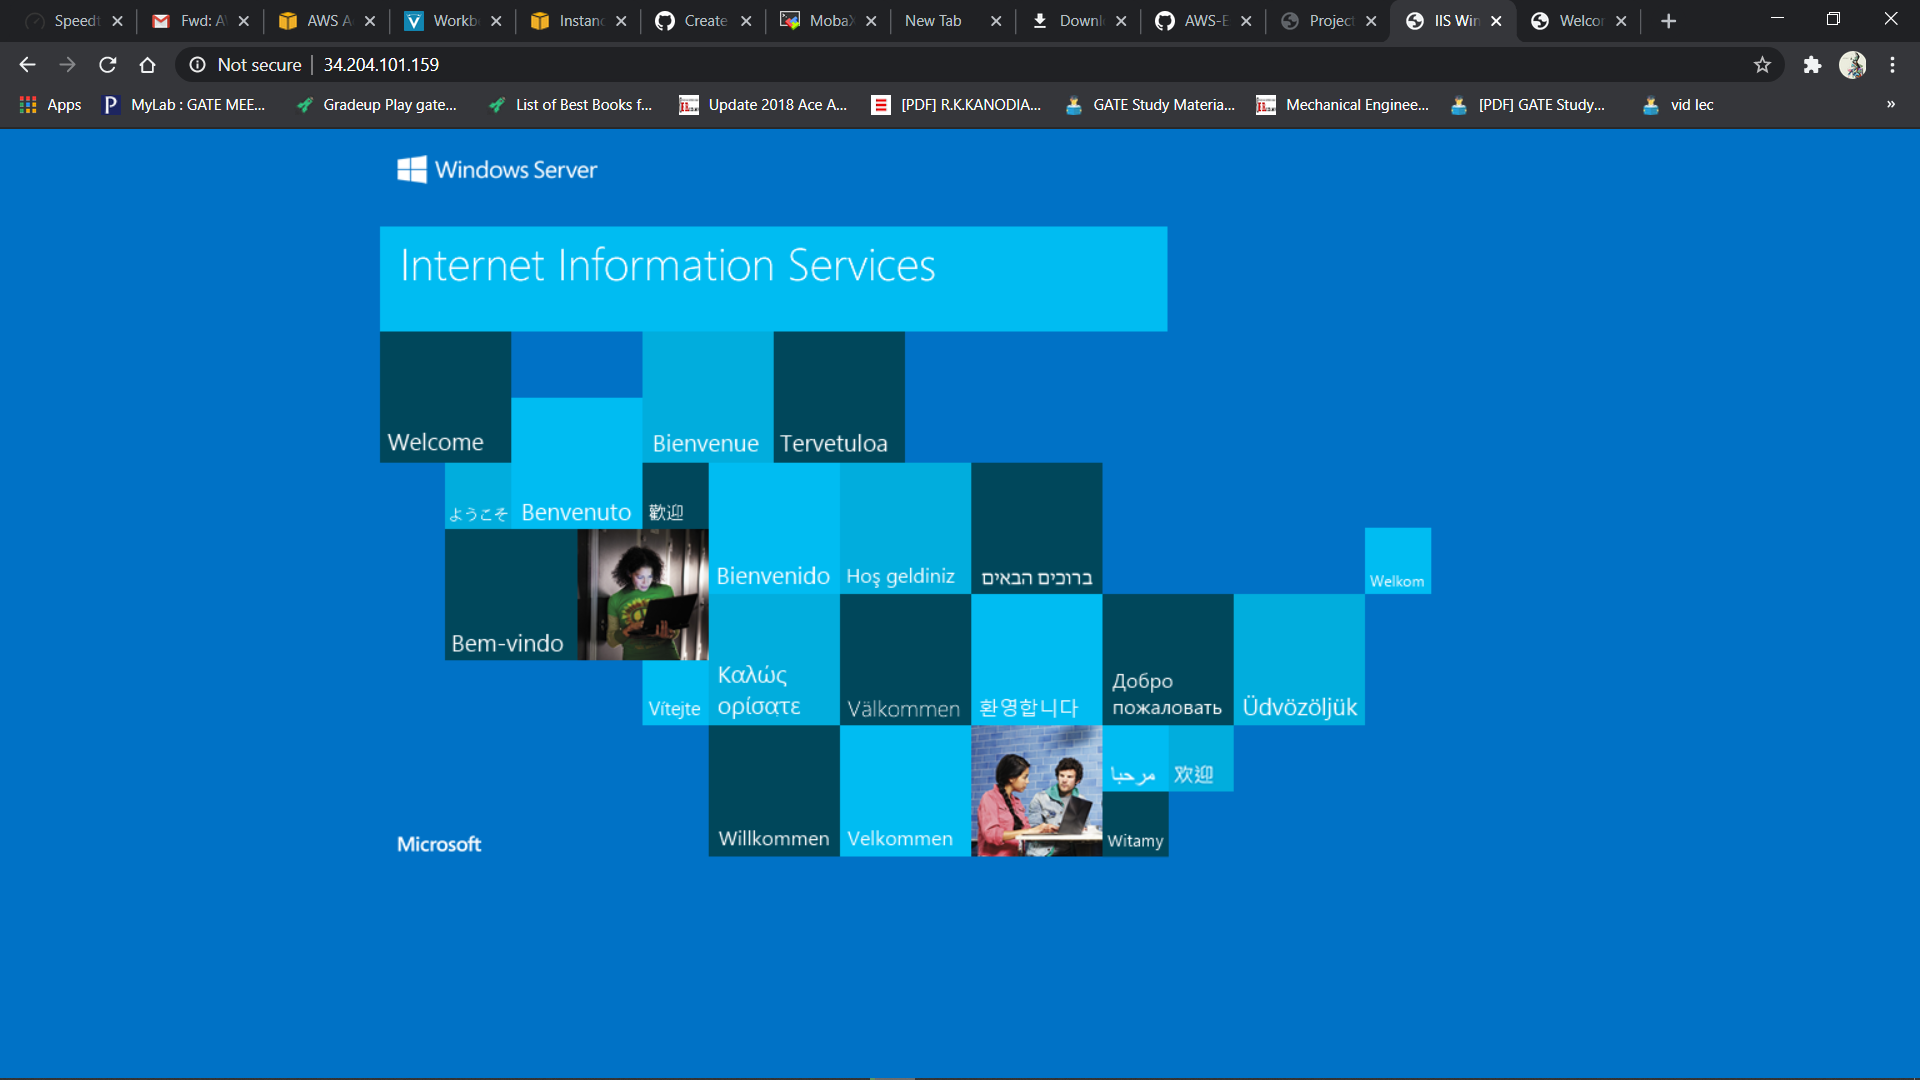 Speedt
Fwd: A
AWS A
Workb
Instanc
Create
Moba
New Tab
Downl
AWS-E
Project
IIS Win
Welcor
Not secure
34.204.101.159
Apps
MyLab : GATE MEE...
Gradeup Play gate...
List of Best Books f...
Update 2018 Ace A...
[PDF] R.K.KANODIA...
GATE Study Materia...
Mechanical Enginee...
[PDF] GATE Study...
vid lec
»
Windows Server
Internet Information Services
Welcome
Bienvenue
Tervetuloa
ようこそ
Benvenuto
歡迎
Bienvenido
Hoş geldiniz
ברוכים הבאים
Welkom
Bem-vindo
Vítejte
Καλώς
ορίσατε
Välkommen
환영합니다
Добро
пожаловать
Üdvözöljük
Microsoft
Willkommen
Velkommen
مرحبا
欢迎
Witamy